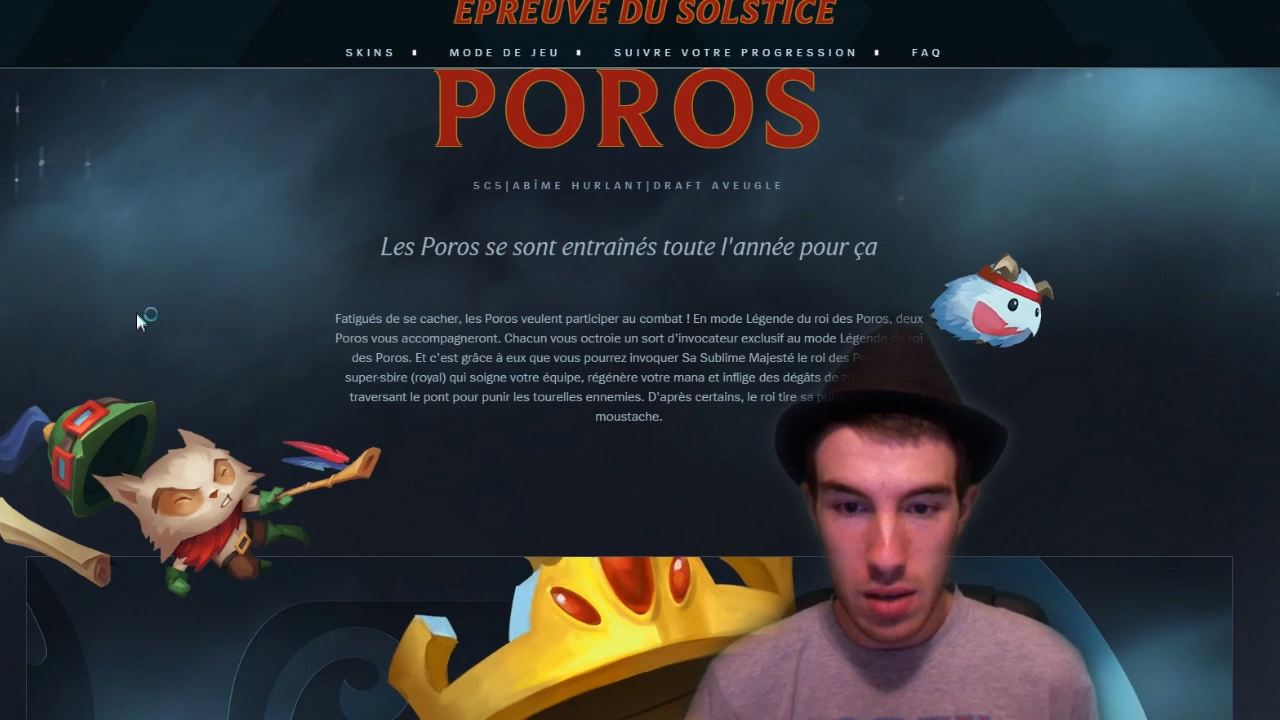 ÉPREUVE DU SOLSTICE
SKINS MODE DE JEU SUIVRE VOTRE PROGRESSION FAQ
POROS
5C5|ABÎME HURLANT|DRAFT AVEUGLE
Les Poros se sont entraînés toute l'année pour ça
Fatigués de se cacher, les Poros veulent participer au combat ! En mode Légende du roi des Poros, deux
Poros vous accompagneront. Chacun vous octroie un sort d'invocateur exclusif au mode Légende du roi
des Poros. Et c'est grâce à eux que vous pourrez invoquer Sa Sublime Majesté le roi des
super-sbire (royal) qui soigne votre équipe, régénère votre mana et inflige des dégâts de
traversant le pont pour punir les tourelles ennemies. D'après certains, le roi tire sa
moustache.